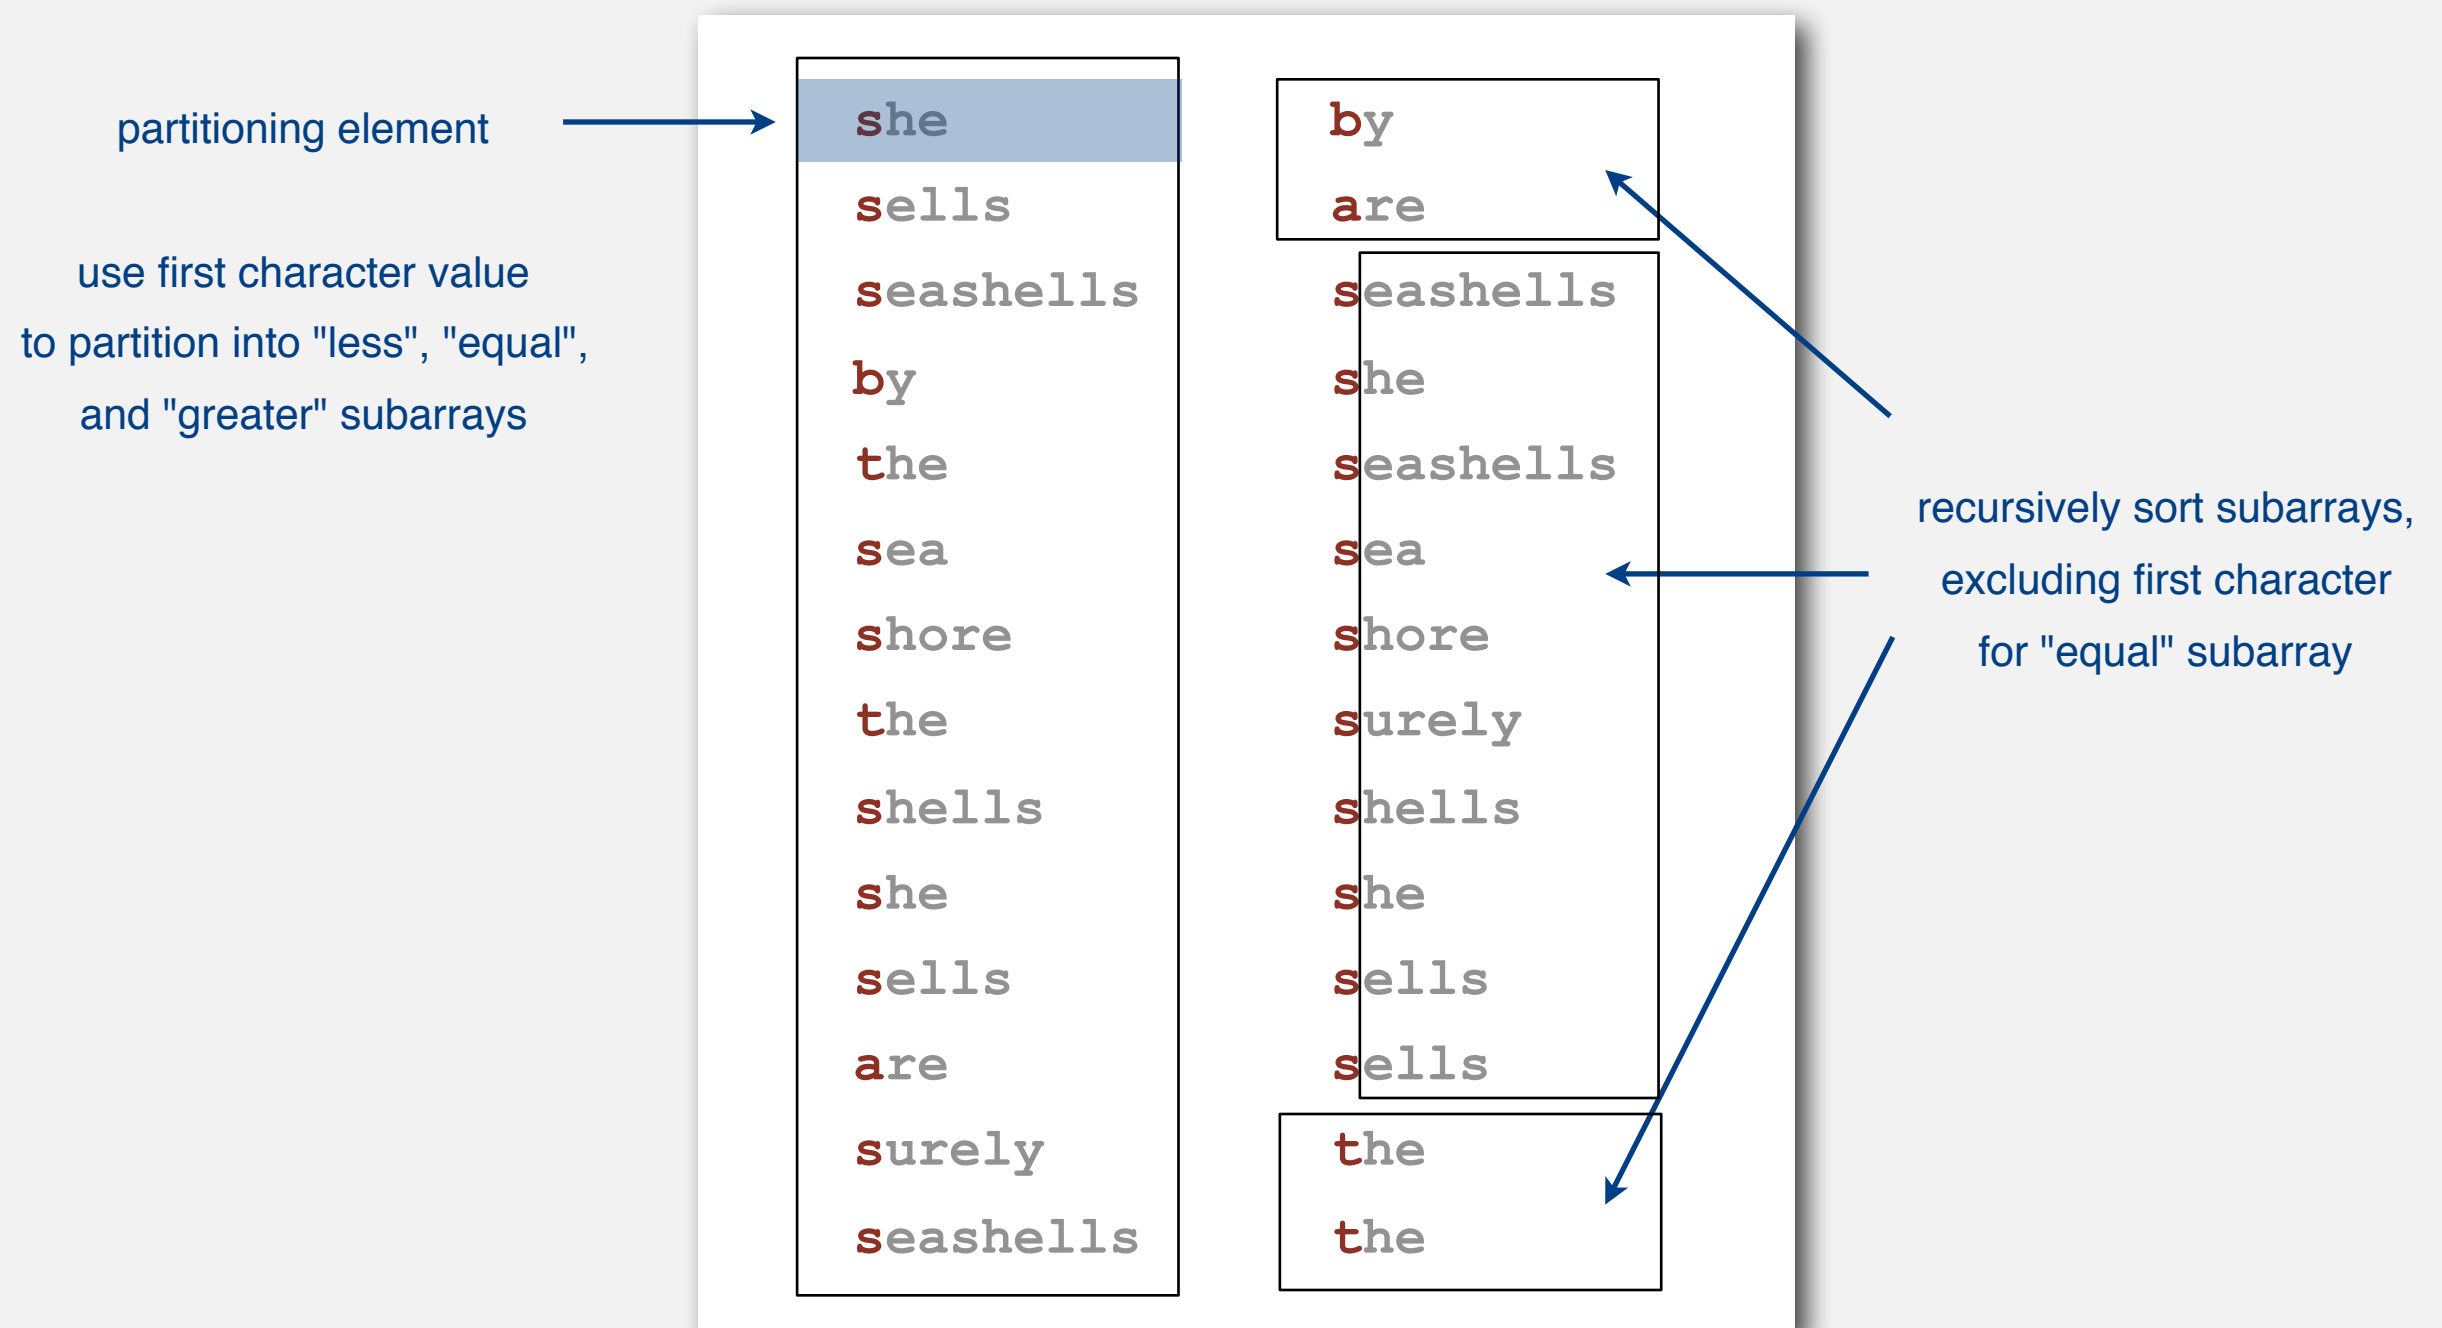 partitioning element
use first character value
to partition into "less", "equal",
and "greater" subarrays
she
sells
seashells
by
the
sea
shore
the
shells
she
sells
are
surely
seashells
by
are
seashells
she
seashells
sea
shore
surely
shells
she
sells
sells
the
the
recursively sort subarrays,
excluding first character
for "equal" subarray